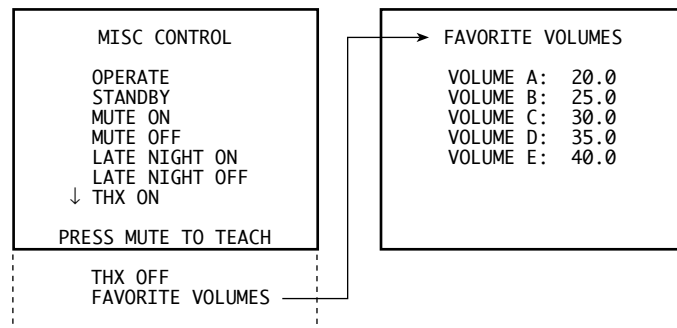 MISC CONTROL
OPERATE
STANDBY
MUTE ON
MUTE OFF
LATE NIGHT ON
LATE NIGHT OFF
↓ THX ON
PRESS MUTE TO TEACH
THX OFF
FAVORITE VOLUMES
FAVORITE VOLUMES
VOLUME A: 20.0
VOLUME B: 25.0
VOLUME C: 30.0
VOLUME D: 35.0
VOLUME E: 40.0